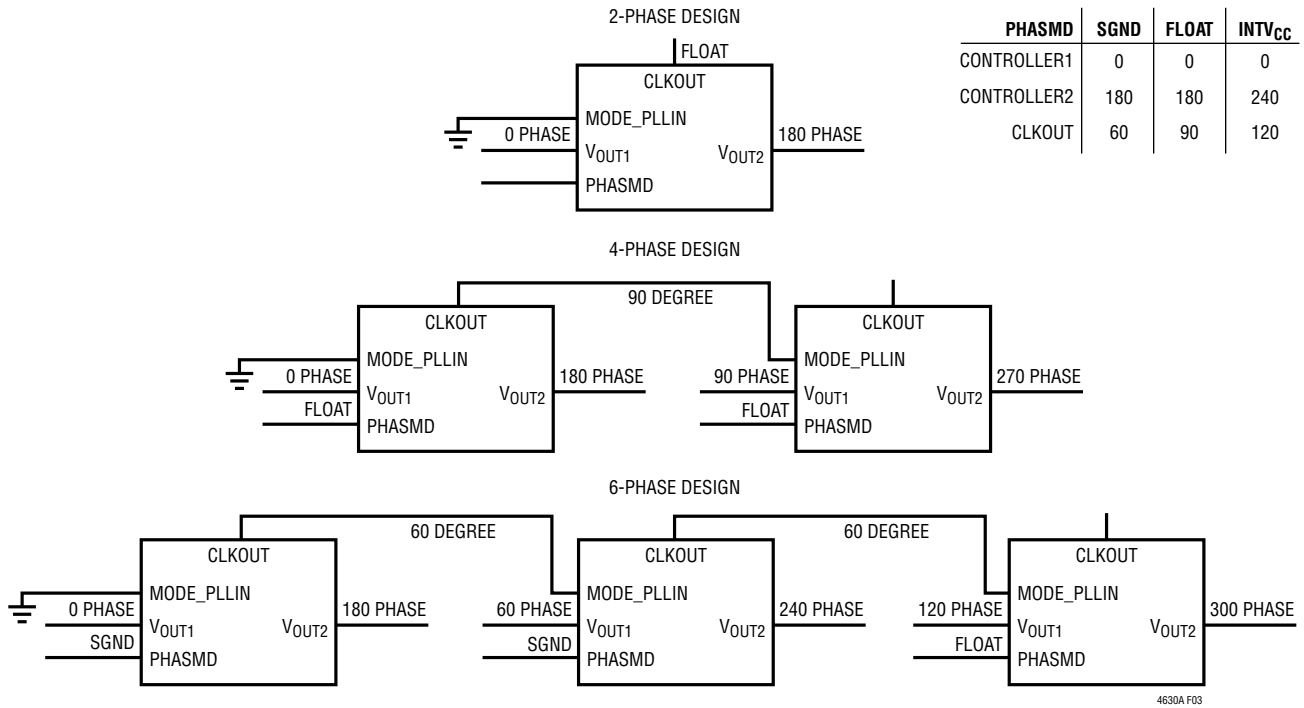 2-PHASE DESIGN
FLOAT
CLKOUT
MODE_PLLIN
0 PHASE
VOUT1
VOUT2
180 PHASE
PHASMD
PHASMD SGND FLOAT INTVCC
CONTROLLER1 0 0 0
CONTROLLER2 180 180 240
CLKOUT 60 90 120
4-PHASE DESIGN
90 DEGREE
CLKOUT
MODE_PLLIN
0 PHASE
VOUT1
VOUT2
180 PHASE
FLOAT
PHASMD
CLKOUT
MODE_PLLIN
90 PHASE
VOUT1
VOUT2
270 PHASE
FLOAT
PHASMD
6-PHASE DESIGN
60 DEGREE
60 DEGREE
CLKOUT
MODE_PLLIN
0 PHASE
VOUT1
VOUT2
180 PHASE
SGND
PHASMD
CLKOUT
MODE_PLLIN
60 PHASE
VOUT1
VOUT2
240 PHASE
SGND
PHASMD
CLKOUT
MODE_PLLIN
120 PHASE
VOUT1
VOUT2
300 PHASE
FLOAT
PHASMD
4630A F03